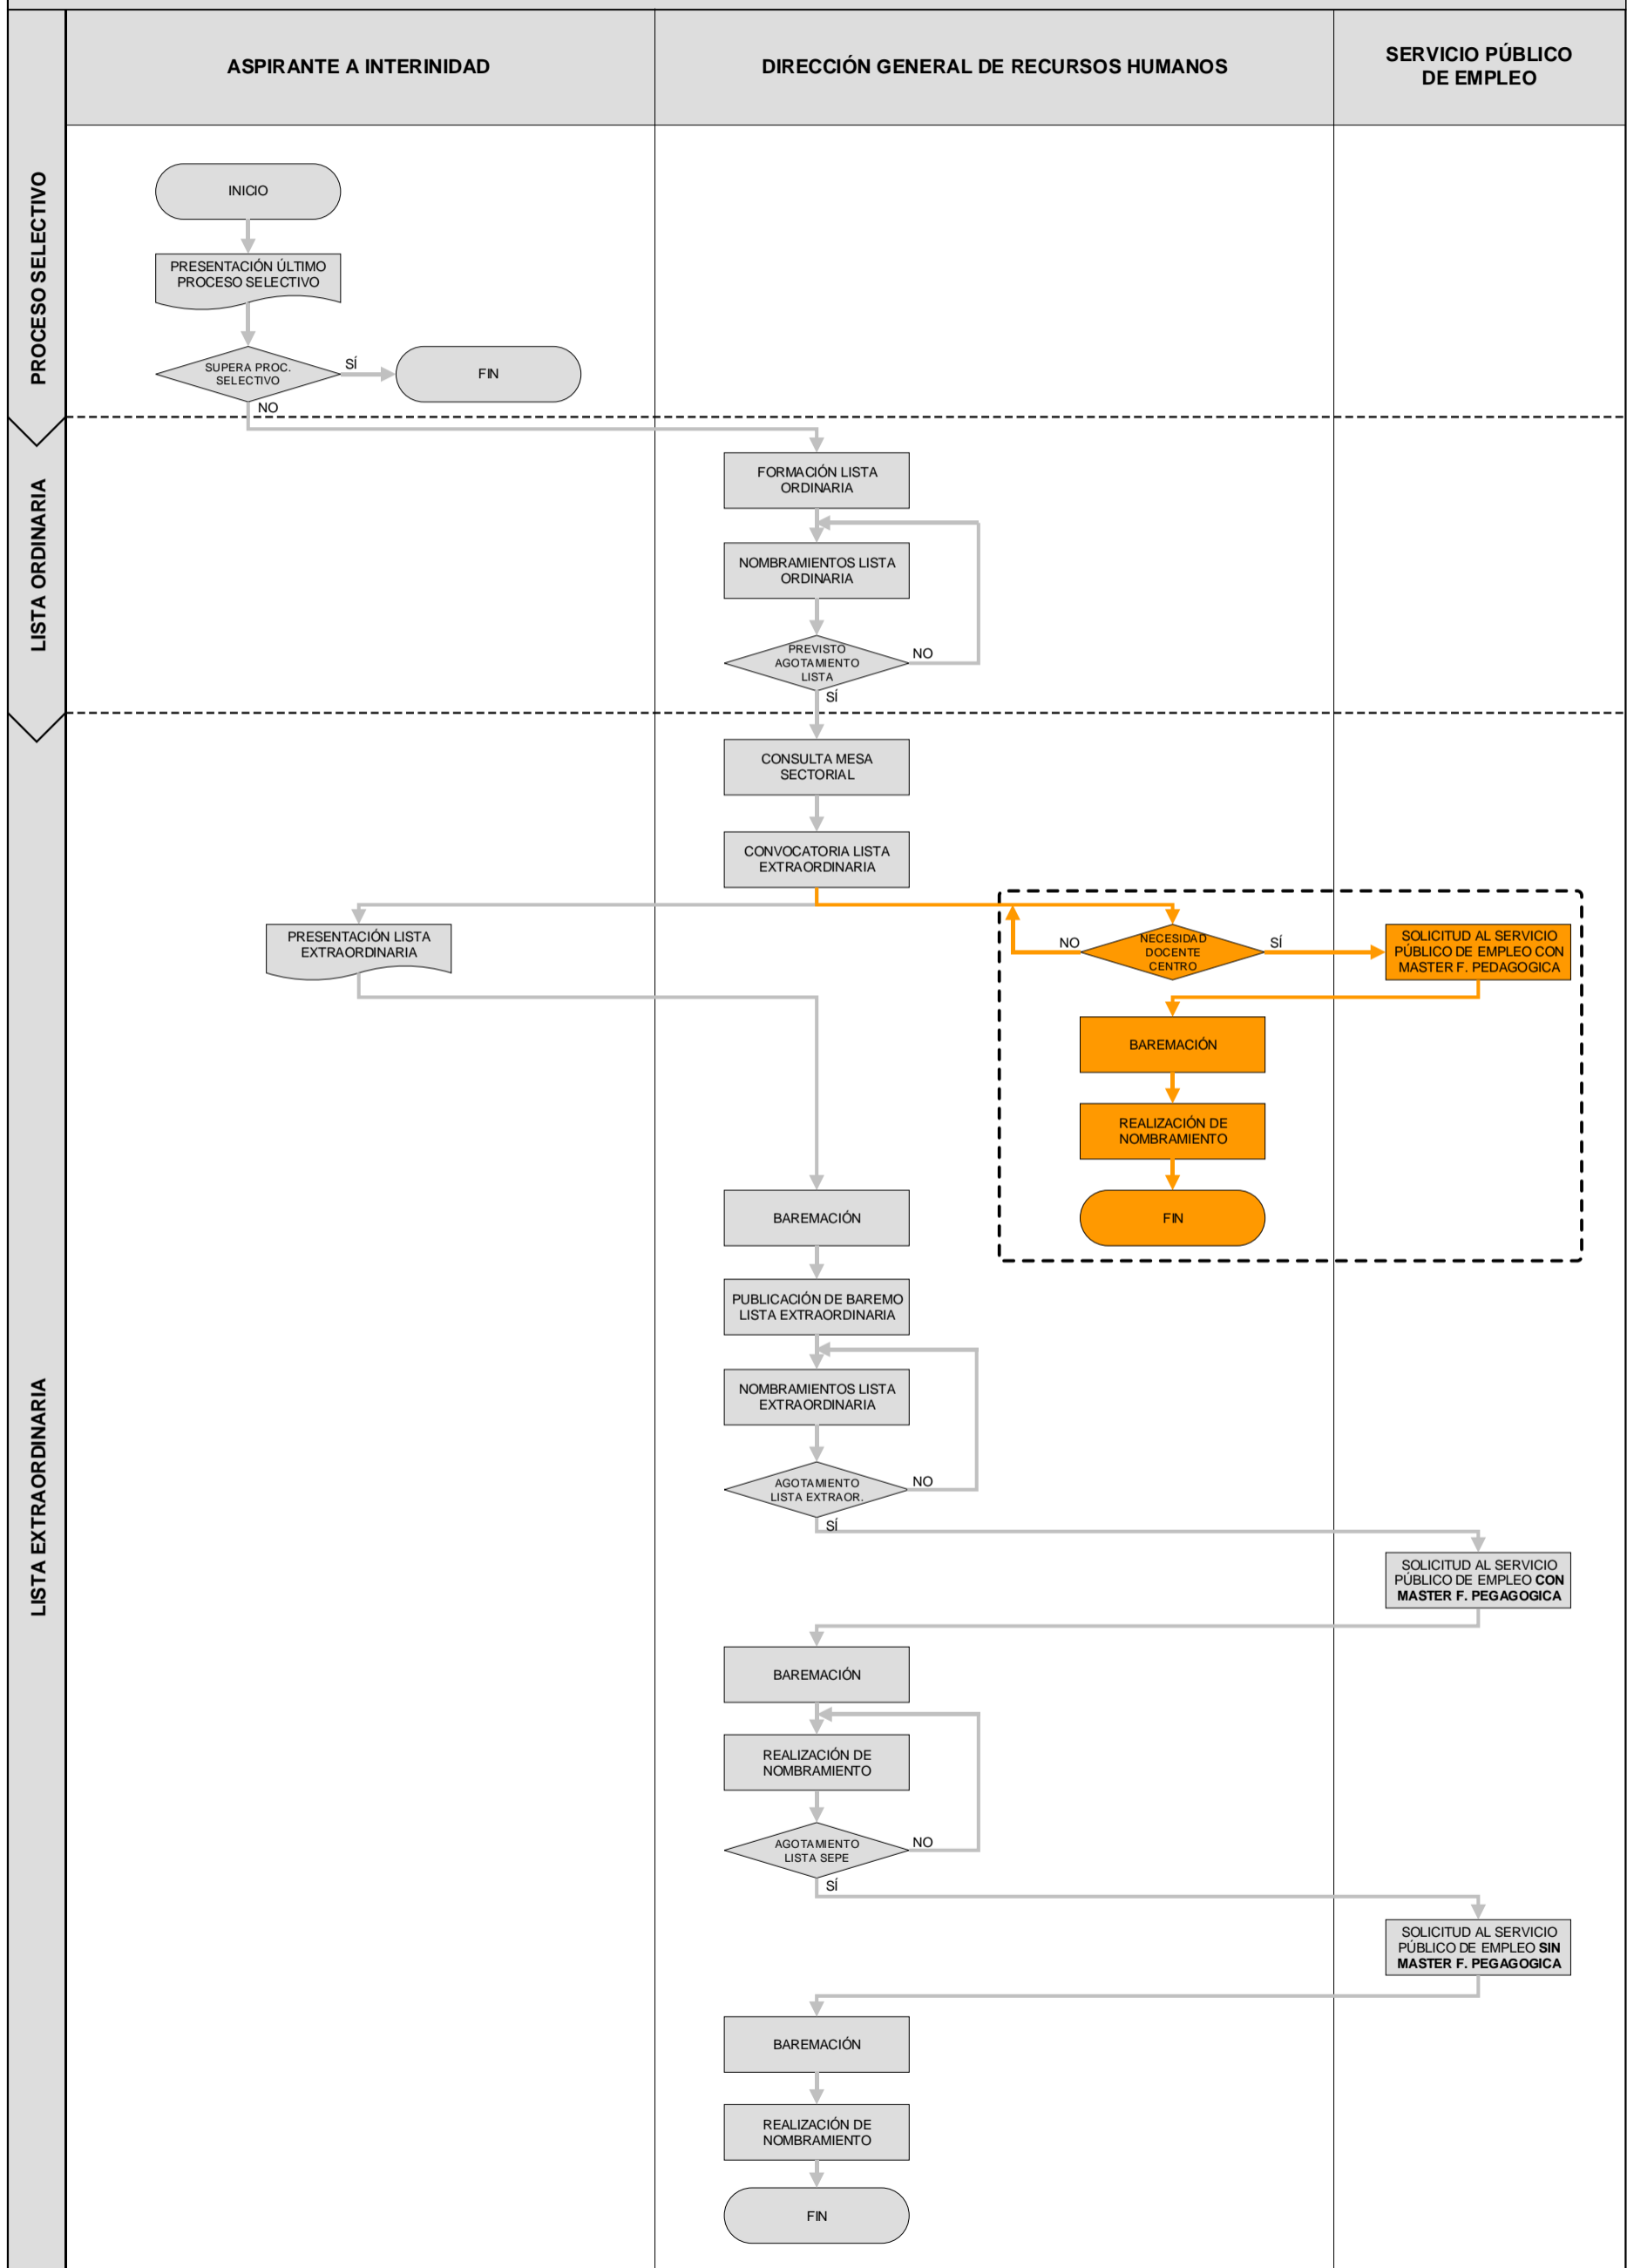 ASPIRANTE A INTERINIDAD
DIRECCIÓN GENERAL DE RECURSOS HUMANOS
SERVICIO PÚBLICO
DE EMPLEO
PROCESO SELECTIVO
INICIO
PRESENTACIÓN ÚLTIMO
PROCESO SELECTIVO
SUPERA PROC.
SELECTIVO
SÍ
FIN
NO
LISTA ORDINARIA
FORMACIÓN LISTA
ORDINARIA
NOMBRAMIENTOS LISTA
ORDINARIA
PREVISTO
AGOTAMIENTO
LISTA
NO
SÍ
LISTA EXTRAORDINARIA
CONSULTA MESA
SECTORIAL
CONVOCATORIA LISTA
EXTRAORDINARIA
PRESENTACIÓN LISTA
EXTRAORDINARIA
NO
NECESIDAD
DOCENTE
CENTRO
SÍ
SOLICITUD AL SERVICIO
PÚBLICO DE EMPLEO CON
MASTER F. PEDAGOGICA
BAREMACIÓN
REALIZACIÓN DE
NOMBRAMIENTO
FIN
BAREMACIÓN
PUBLICACIÓN DE BAREMO
LISTA EXTRAORDINARIA
NOMBRAMIENTOS LISTA
EXTRAORDINARIA
AGOTAMIENTO
LISTA EXTRAOR.
NO
SÍ
SOLICITUD AL SERVICIO
PÚBLICO DE EMPLEO CON
MASTER F. PEGAGOGICA
BAREMACIÓN
REALIZACIÓN DE
NOMBRAMIENTO
AGOTAMIENTO
LISTA SEPE
NO
SÍ
SOLICITUD AL SERVICIO
PÚBLICO DE EMPLEO SIN
MASTER F. PEGAGOGICA
BAREMACIÓN
REALIZACIÓN DE
NOMBRAMIENTO
FIN